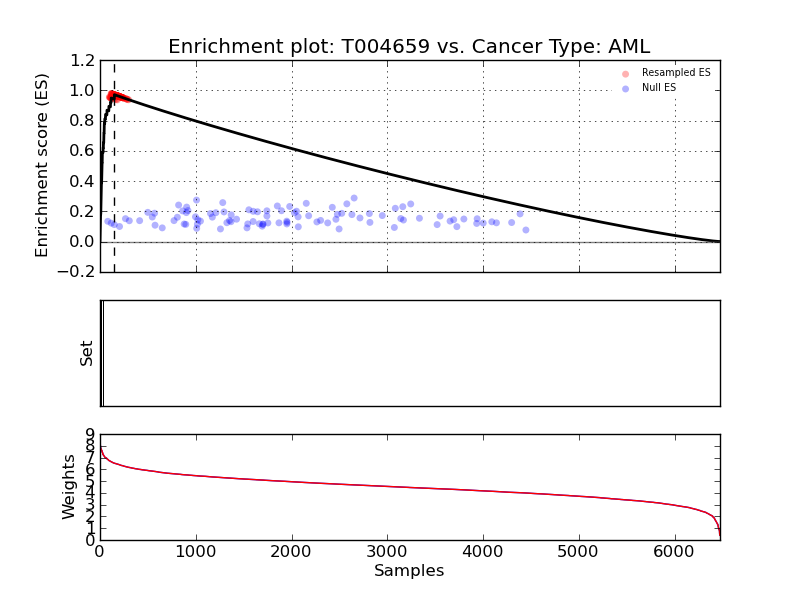 Enrichment plot: T004659 vs. Cancer Type: AML
Enrichment score (ES)
1.2
1.0
0.8
0.6
0.4
0.2
0.0
−0.2
Resampled ES
Null ES
Set
Weights
9
8
7
6
5
4
3
2
1
0
0 1000 2000 3000 4000 5000 6000
Samples